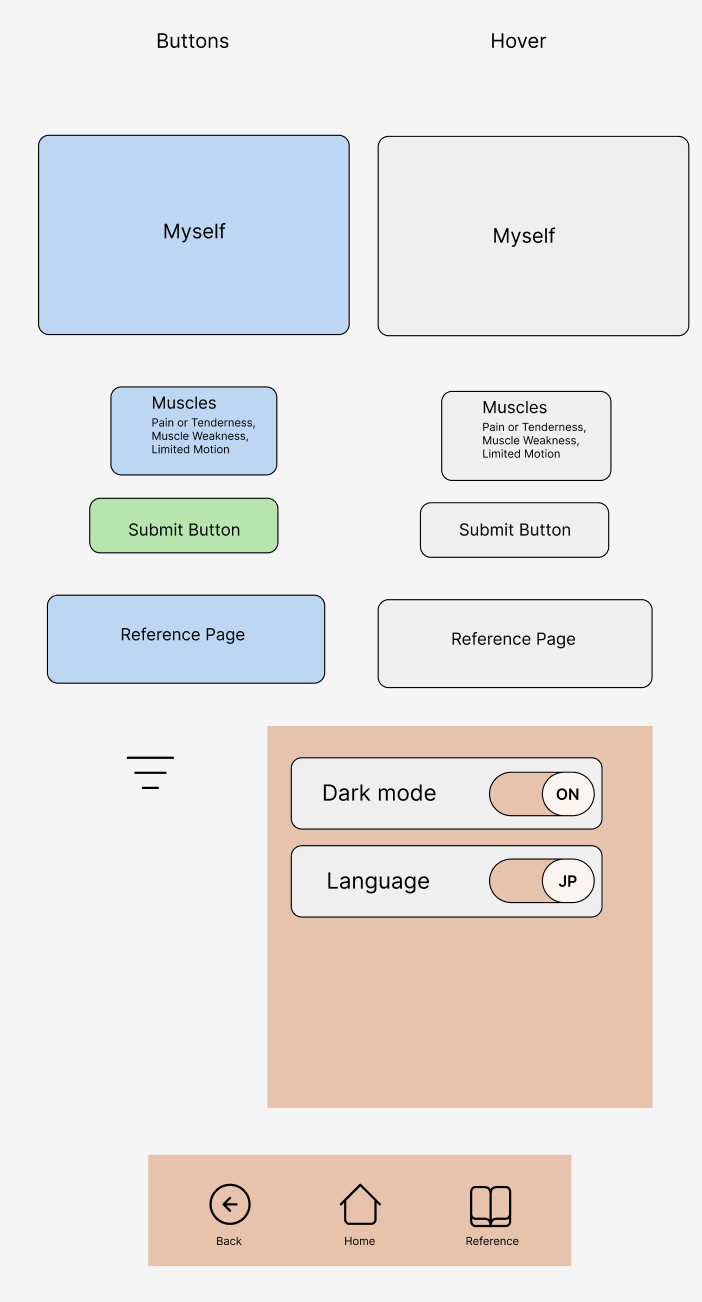 Buttons
Hover
Myself
Myself
Muscles
Pain or Tenderness,
Muscle Weakness,
Limited Motion
Muscles
Pain or Tenderness,
Muscle Weakness,
Limited Motion
Submit Button
Submit Button
Reference Page
Reference Page
Dark mode
ON
Language
JP
Back
Home
Reference